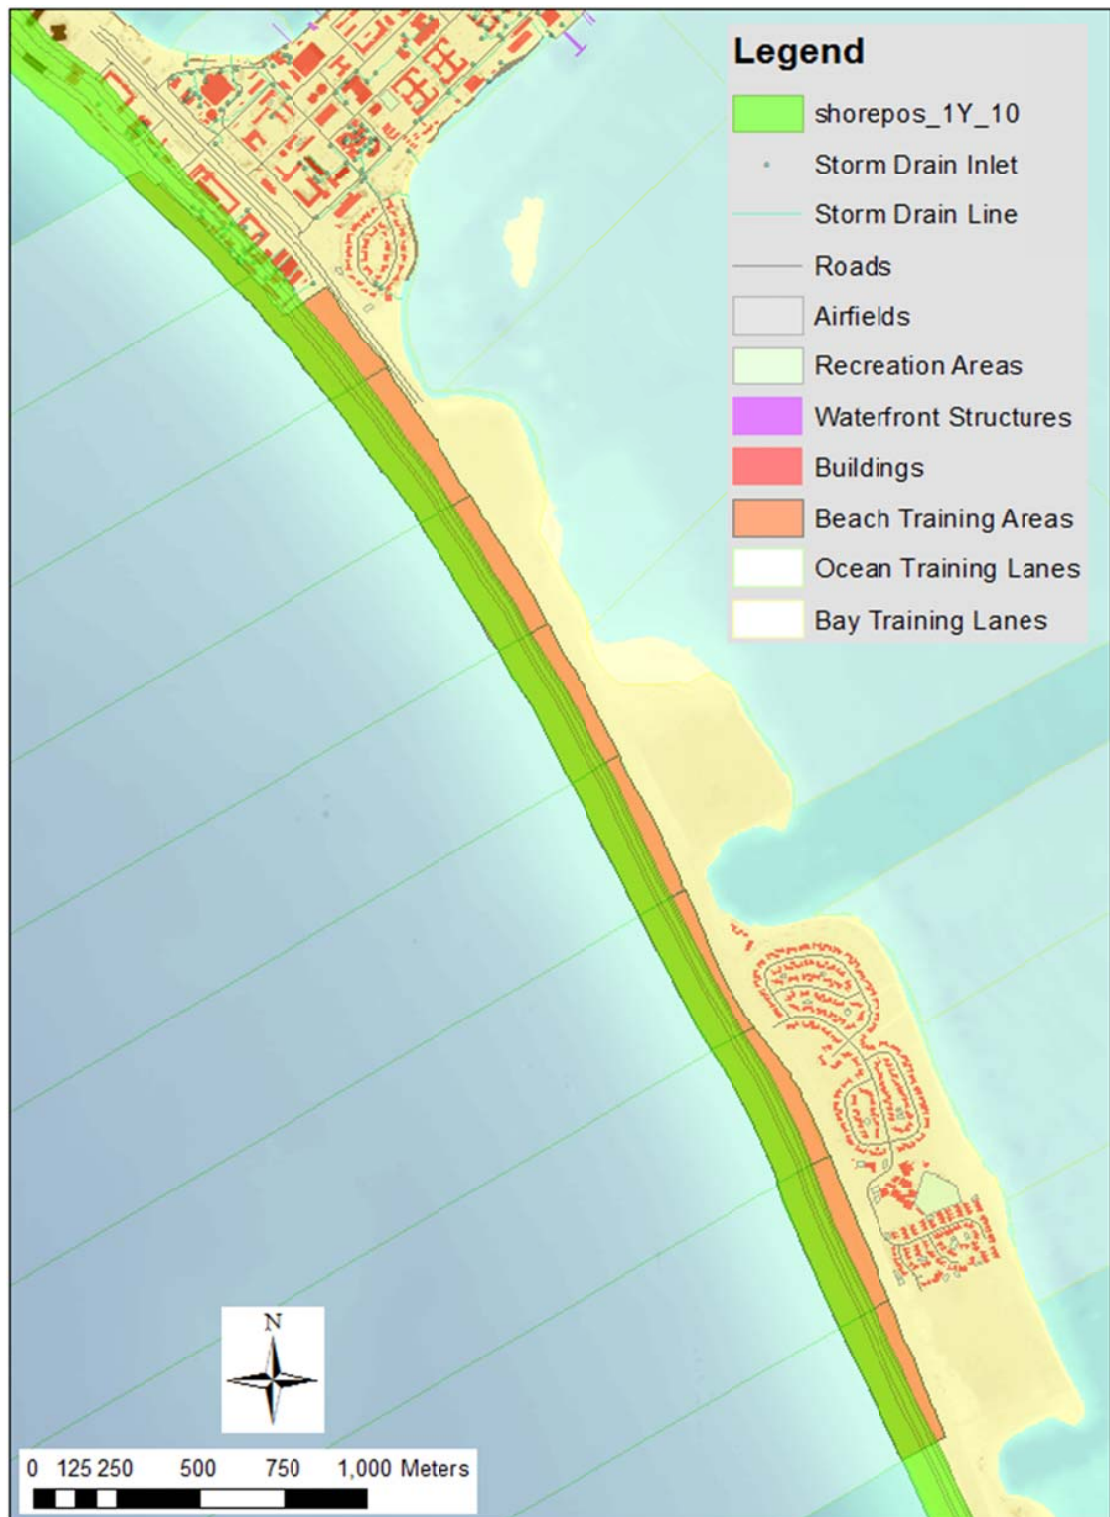 Legend
shorepos_1Y_10
Storm Drain Inlet
Storm Drain Line
Roads
Airfields
Recreation Areas
Waterfront Structures
Buildings
Beach Training Areas
Ocean Training Lanes
Bay Training Lanes
N
0 125 250 500 750 1,000 Meters